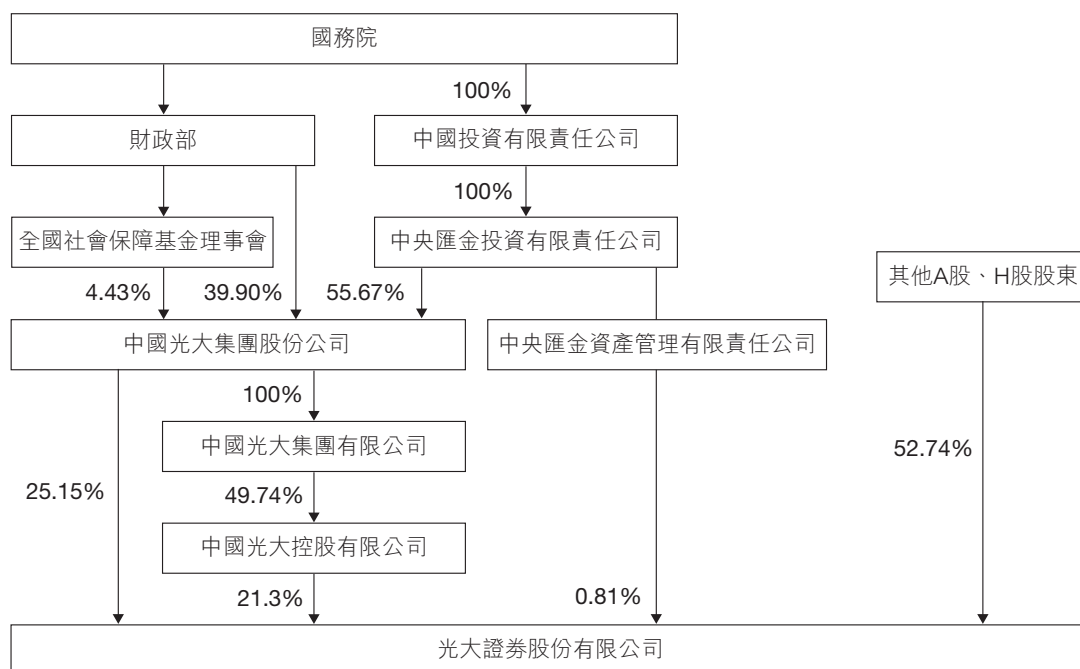 國務院
100%
財政部
中國投資有限責任公司
100%
全國社會保障基金理事會
中央匯金投資有限責任公司
其他A股、H股股東
4.43%
39.90%
55.67%
中國光大集團股份公司
中央匯金資產管理有限責任公司
100%
中國光大集團有限公司
52.74%
25.15%
49.74%
中國光大控股有限公司
21.3%
0.81%
光大證券股份有限公司